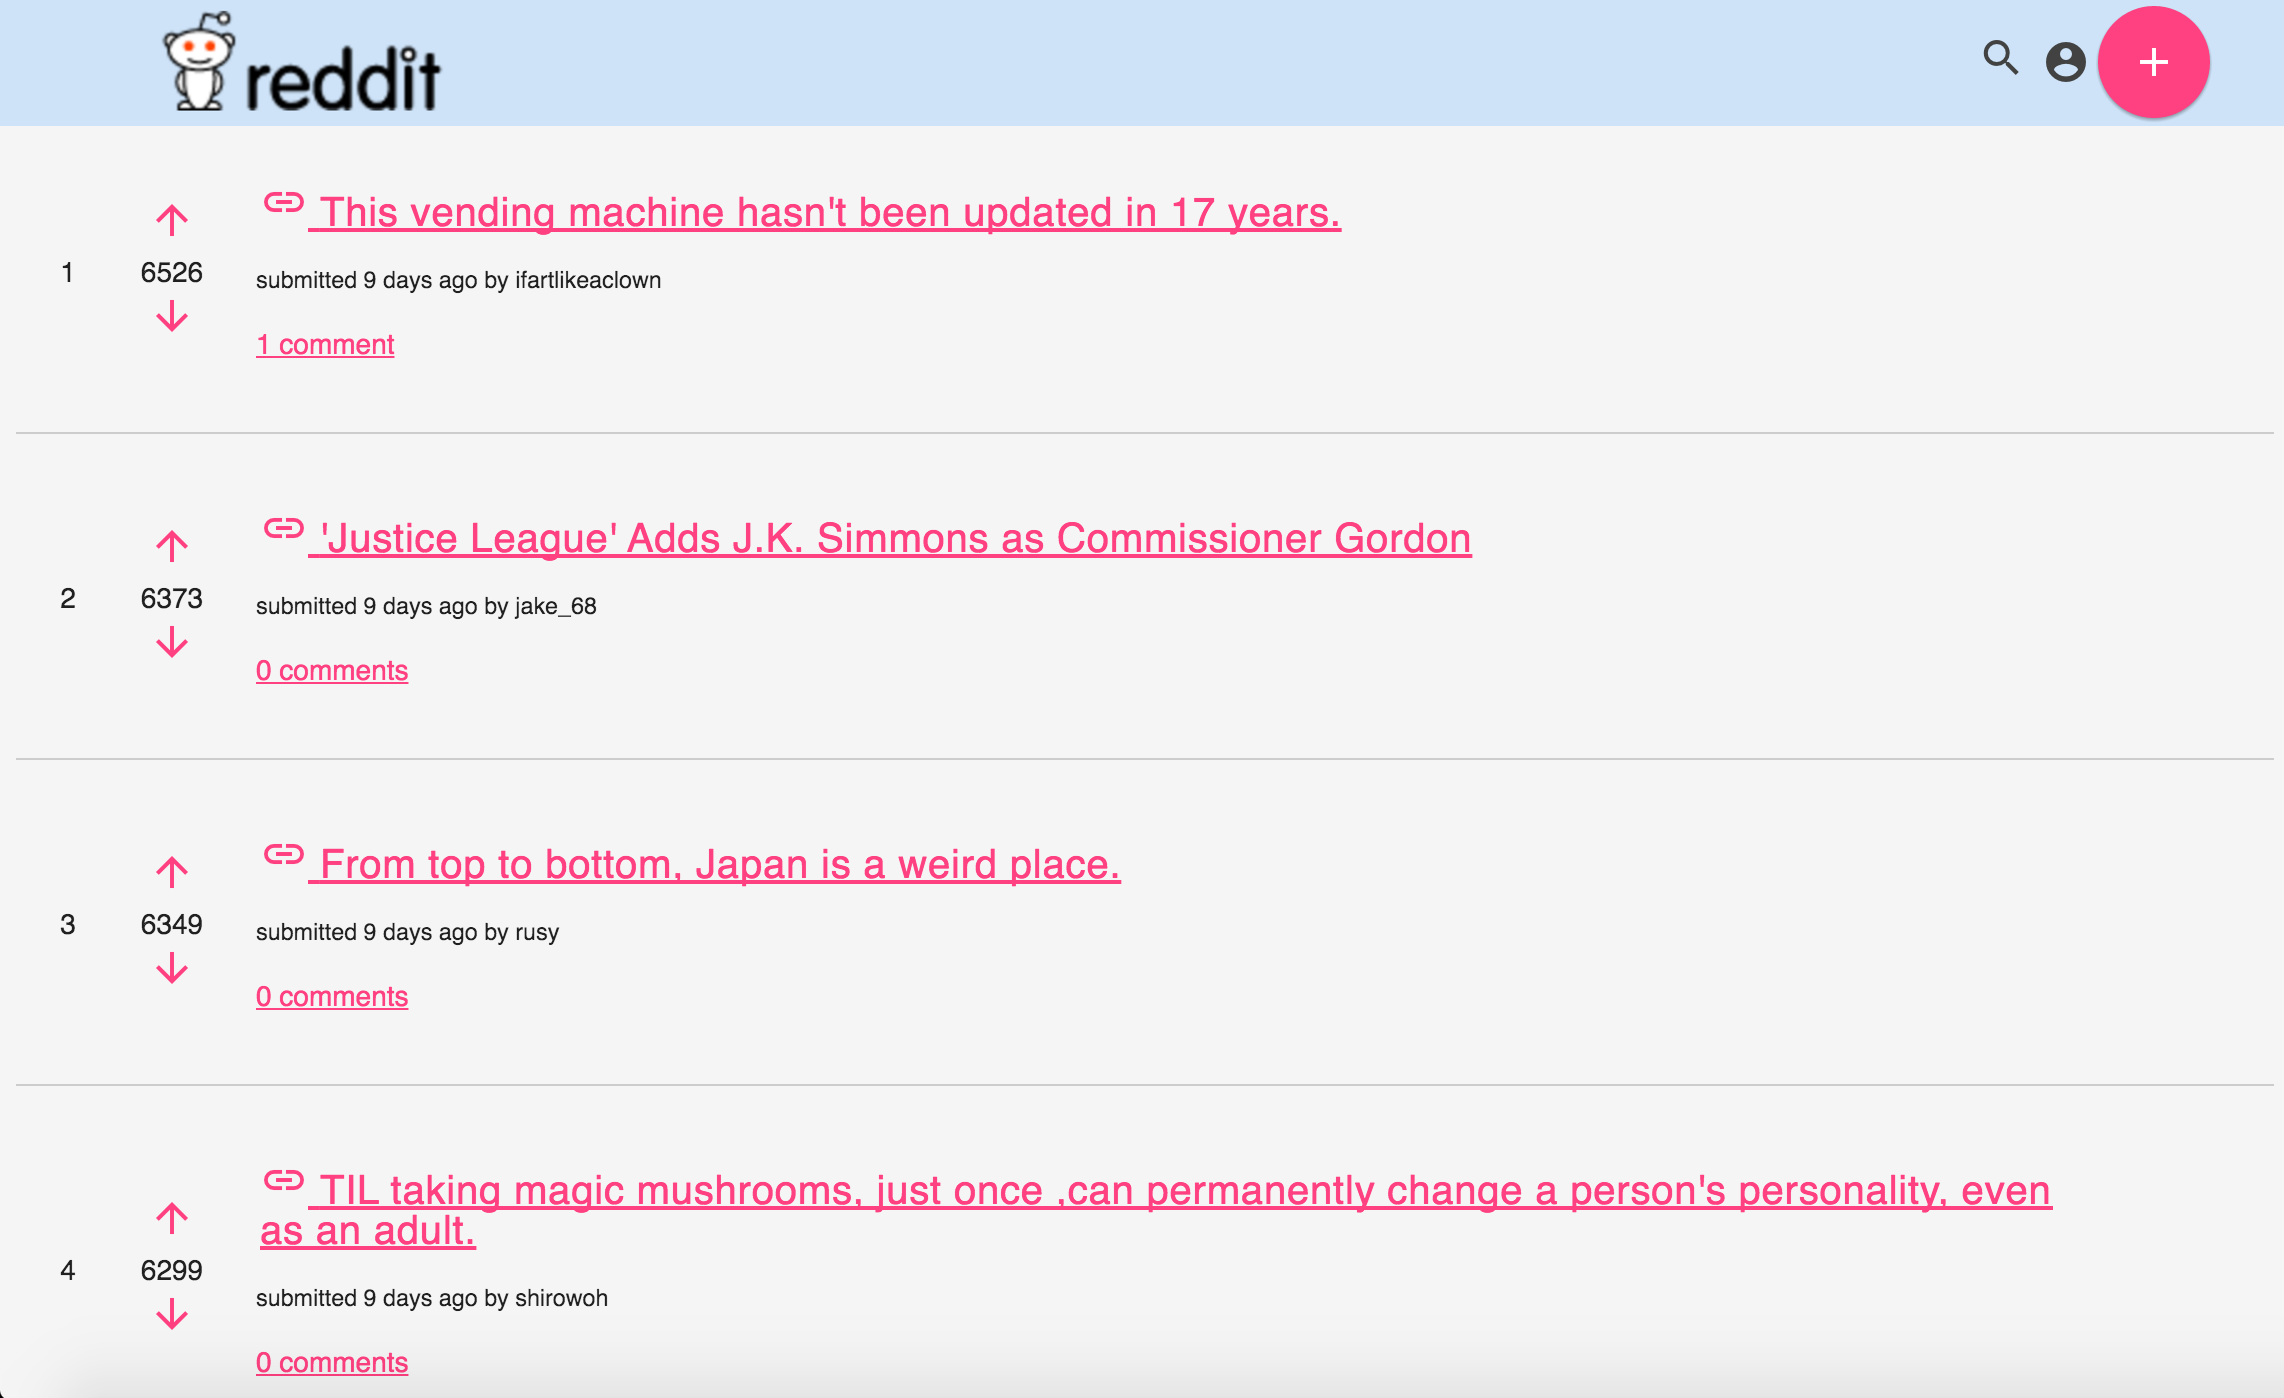 reddit
This vending machine hasn't been updated in 17 years.
1
6526
submitted 9 days ago by ifartlikeaclown
1 comment
'Justice League' Adds J.K. Simmons as Commissioner Gordon
2
6373
submitted 9 days ago by jake_68
0 comments
From top to bottom, Japan is a weird place.
3
6349
submitted 9 days ago by rusy
0 comments
TIL taking magic mushrooms, just once ,can permanently change a person's personality, even
as an adult.
4
6299
submitted 9 days ago by shirowoh
0 comments